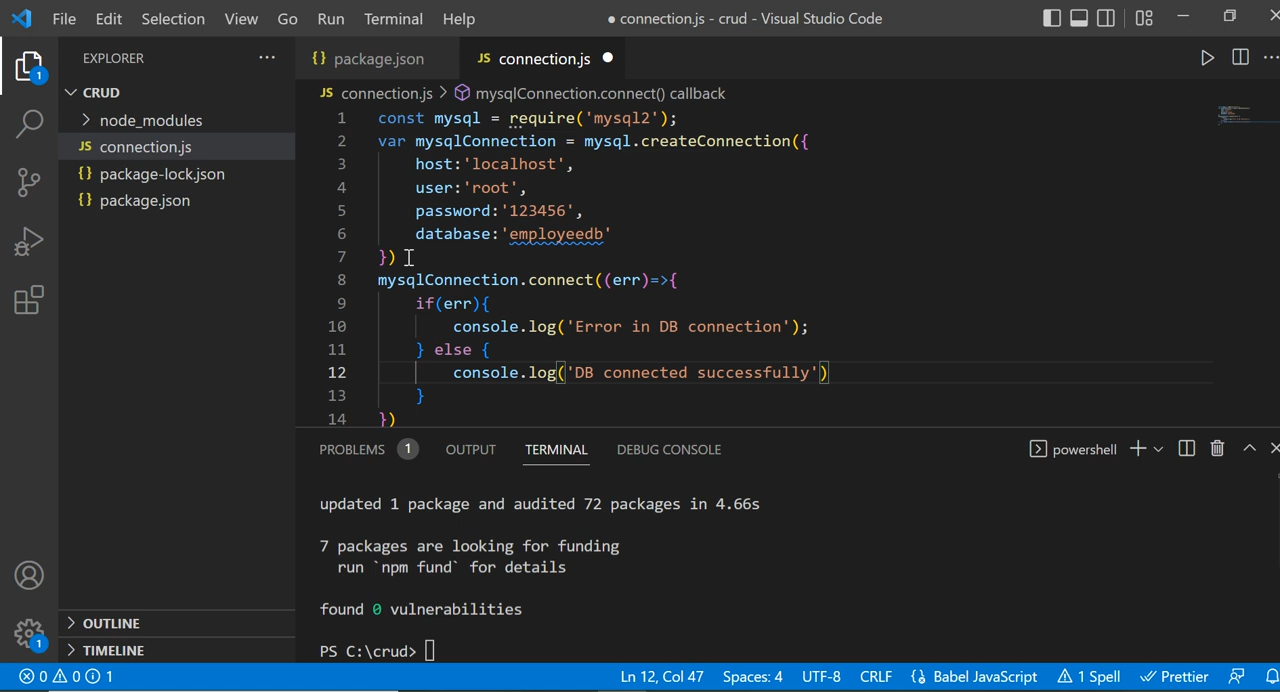 File Edit Selection View Go Run Terminal Help ● connection.js - crud - Visual Studio Code
EXPLORER ··· {} package.json JS connection.js ●
1
CRUD
JS connection.js > mysqlConnection.connect() callback
node_modules
JS connection.js
{} package-lock.json
{} package.json
1 const mysql = require('mysql2');
2 var mysqlConnection = mysql.createConnection({
3 host:'localhost',
4 user:'root',
5 password:'123456',
6 database:'employeedb'
7 })
8 mysqlConnection.connect((err)=>{
9 if(err){
10 console.log('Error in DB connection');
11 } else {
12 console.log('DB connected successfully')
13 }
14 })
PROBLEMS 1 OUTPUT TERMINAL DEBUG CONSOLE powershell
updated 1 package and audited 72 packages in 4.66s
7 packages are looking for funding
run `npm fund` for details
found 0 vulnerabilities
PS C:\crud>
OUTLINE
1
TIMELINE
0 0 1 Ln 12, Col 47 Spaces: 4 UTF-8 CRLF {} Babel JavaScript 1 Spell Prettier